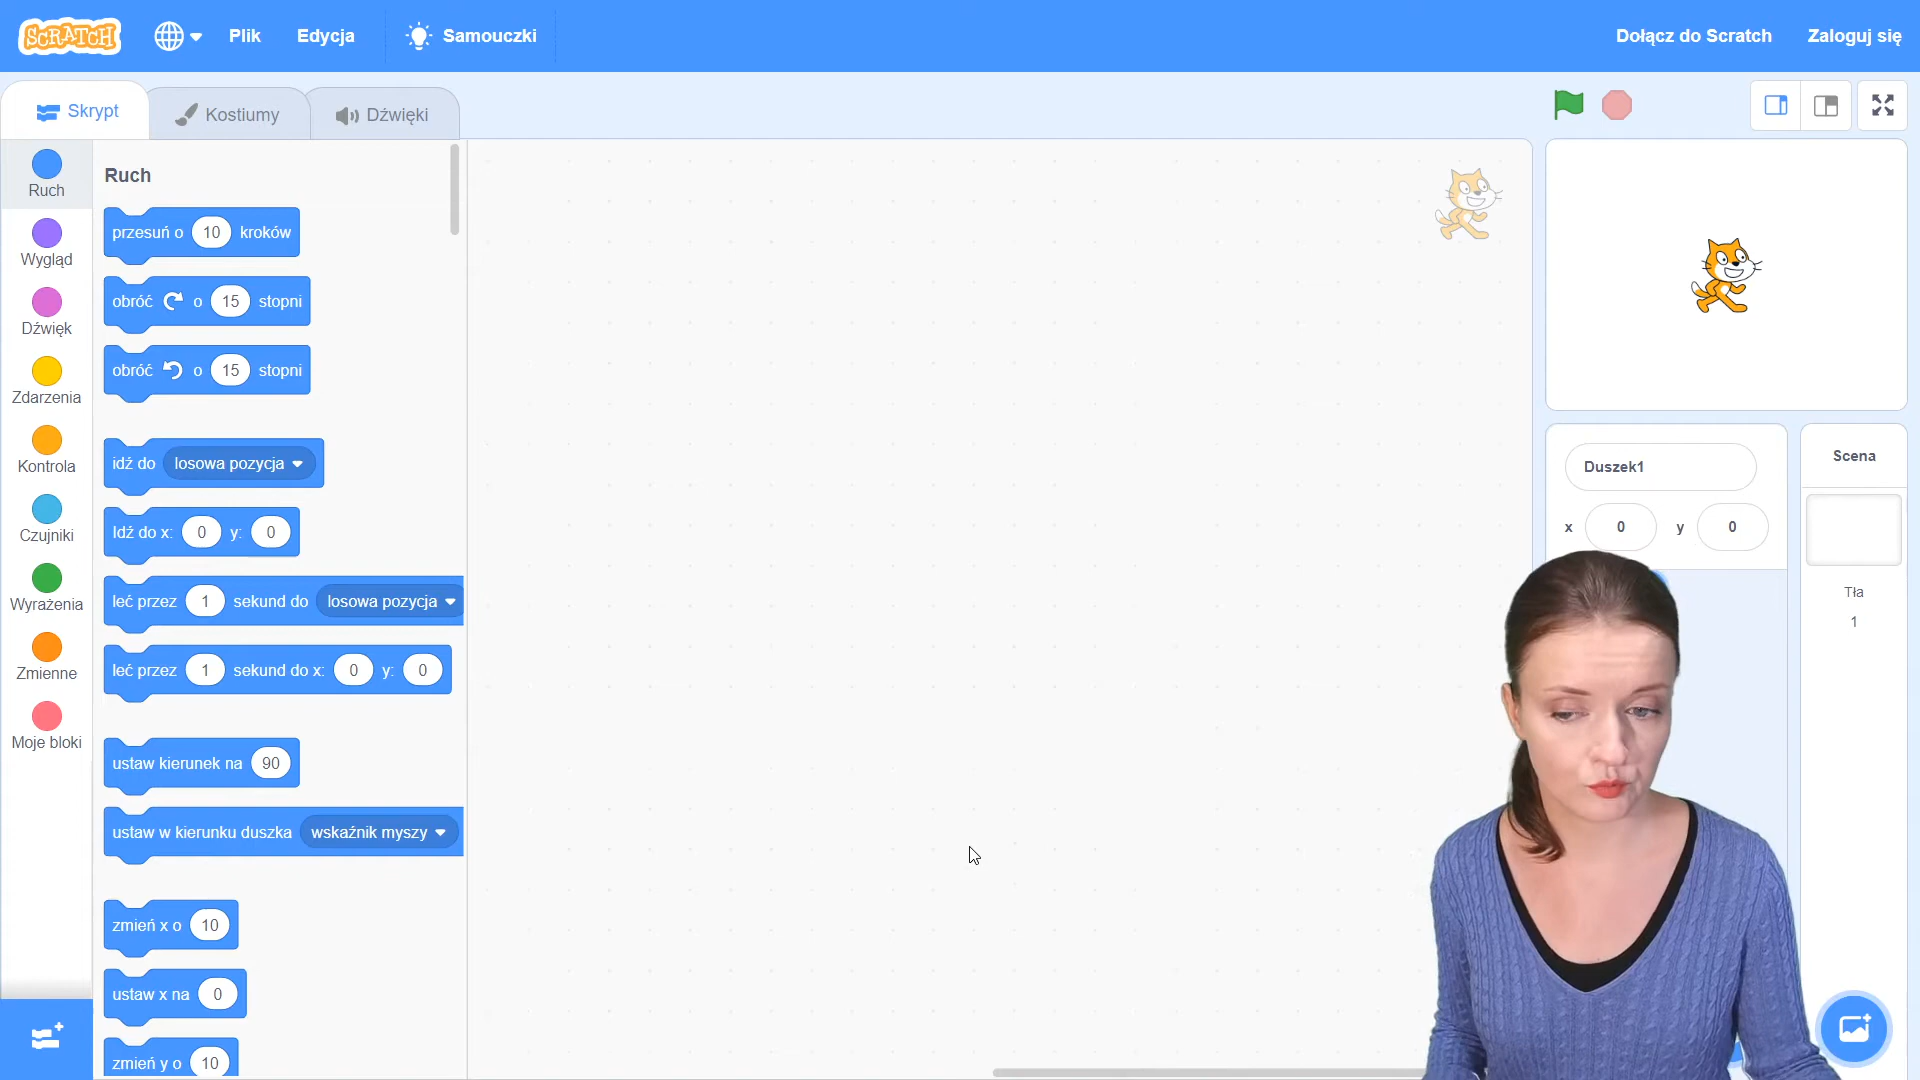 SCRATCH
Plik
Edycja
Samouczki
Dołącz do Scratch
Zaloguj się
Skrypt
Kostiumy
Dźwięki
Ruch
Wygląd
Dźwięk
Zdarzenia
Kontrola
Czujniki
Wyrażenia
Zmienne
Moje bloki
Ruch
przesuń o 10 kroków
obróć o 15 stopni
obróć o 15 stopni
idź do losowa pozycja
Idź do x: 0 y: 0
leć przez 1 sekund do losowa pozycja
leć przez 1 sekund do x: 0 y: 0
ustaw kierunek na 90
ustaw w kierunku duszka wskaźnik myszy
zmień x o 10
ustaw x na 0
zmień y o 10
Duszek1
x 0 y 0
Scena
Tła
1